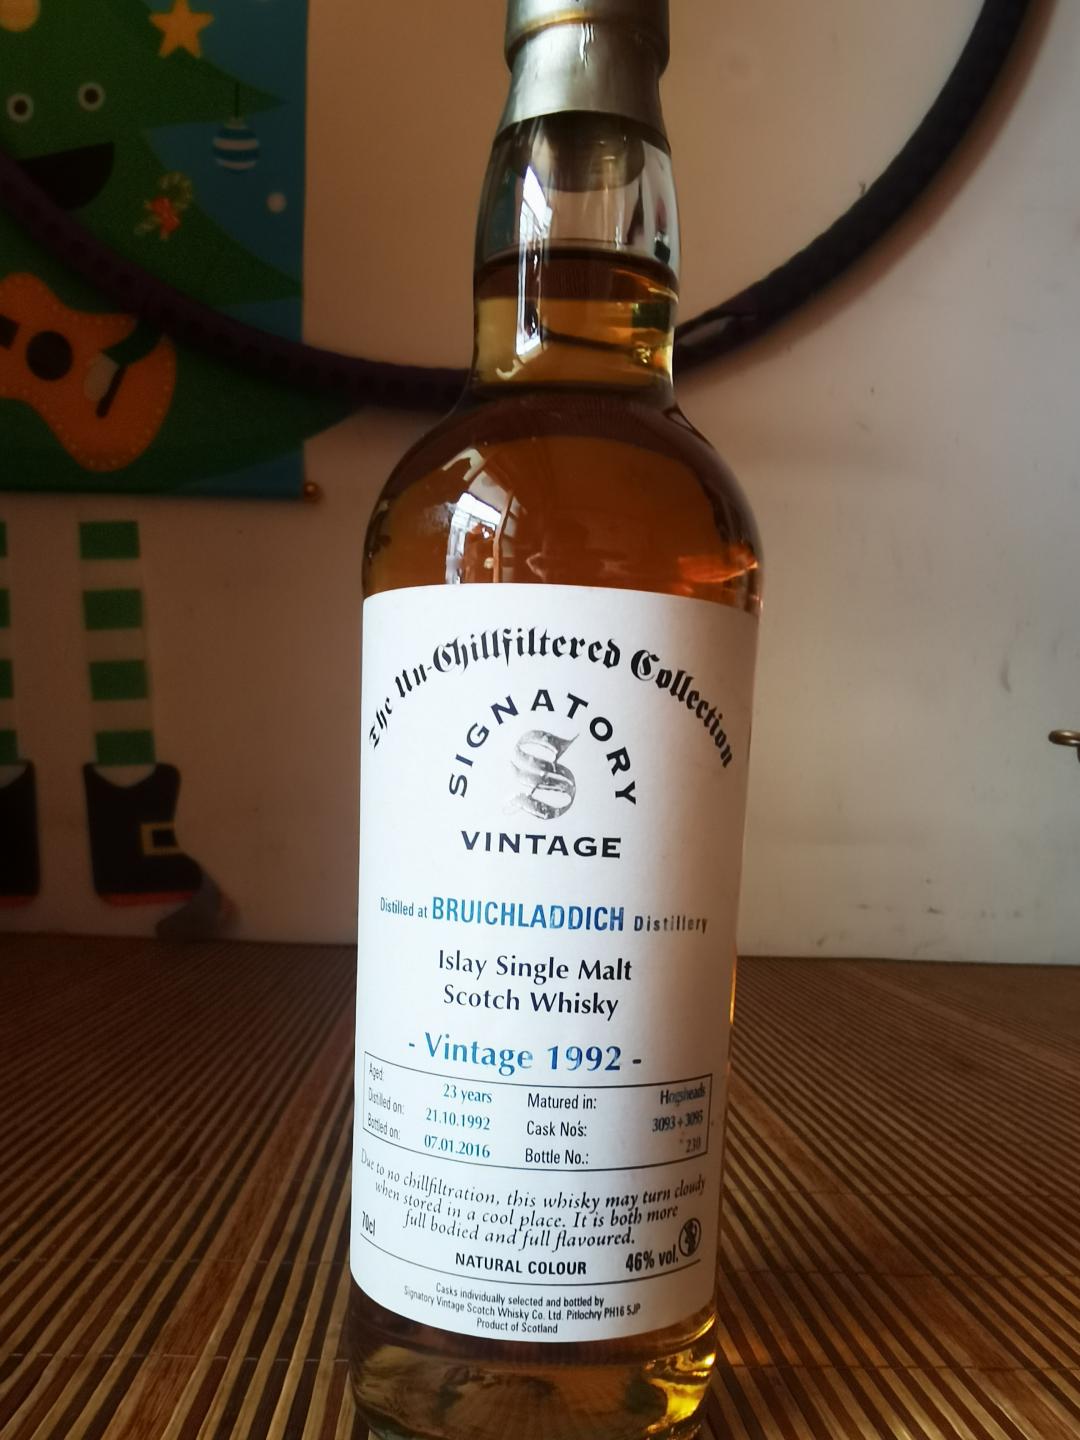 The Un-Chillfiltered Collection
SIGNATORY
S
VINTAGE
Distilled at BRUICHLADDICH Distillery
Islay Single Malt
Scotch Whisky
- Vintage 1992 -
Aged: 23 years Matured in: Hogsheads
Distilled on: 21.10.1992 Cask No's: 3093+3095
Bottled on: 07.01.2016 Bottle No.: 230
Due to no chillfiltration, this whisky may turn cloudy
when stored in a cool place. It is both more
full bodied and full flavoured.
70cl NATURAL COLOUR 46% vol.
Casks individually selected and bottled by
Signatory Vintage Scotch Whisky Co. Ltd. Pitlochry PH16 5JP
Product of Scotland